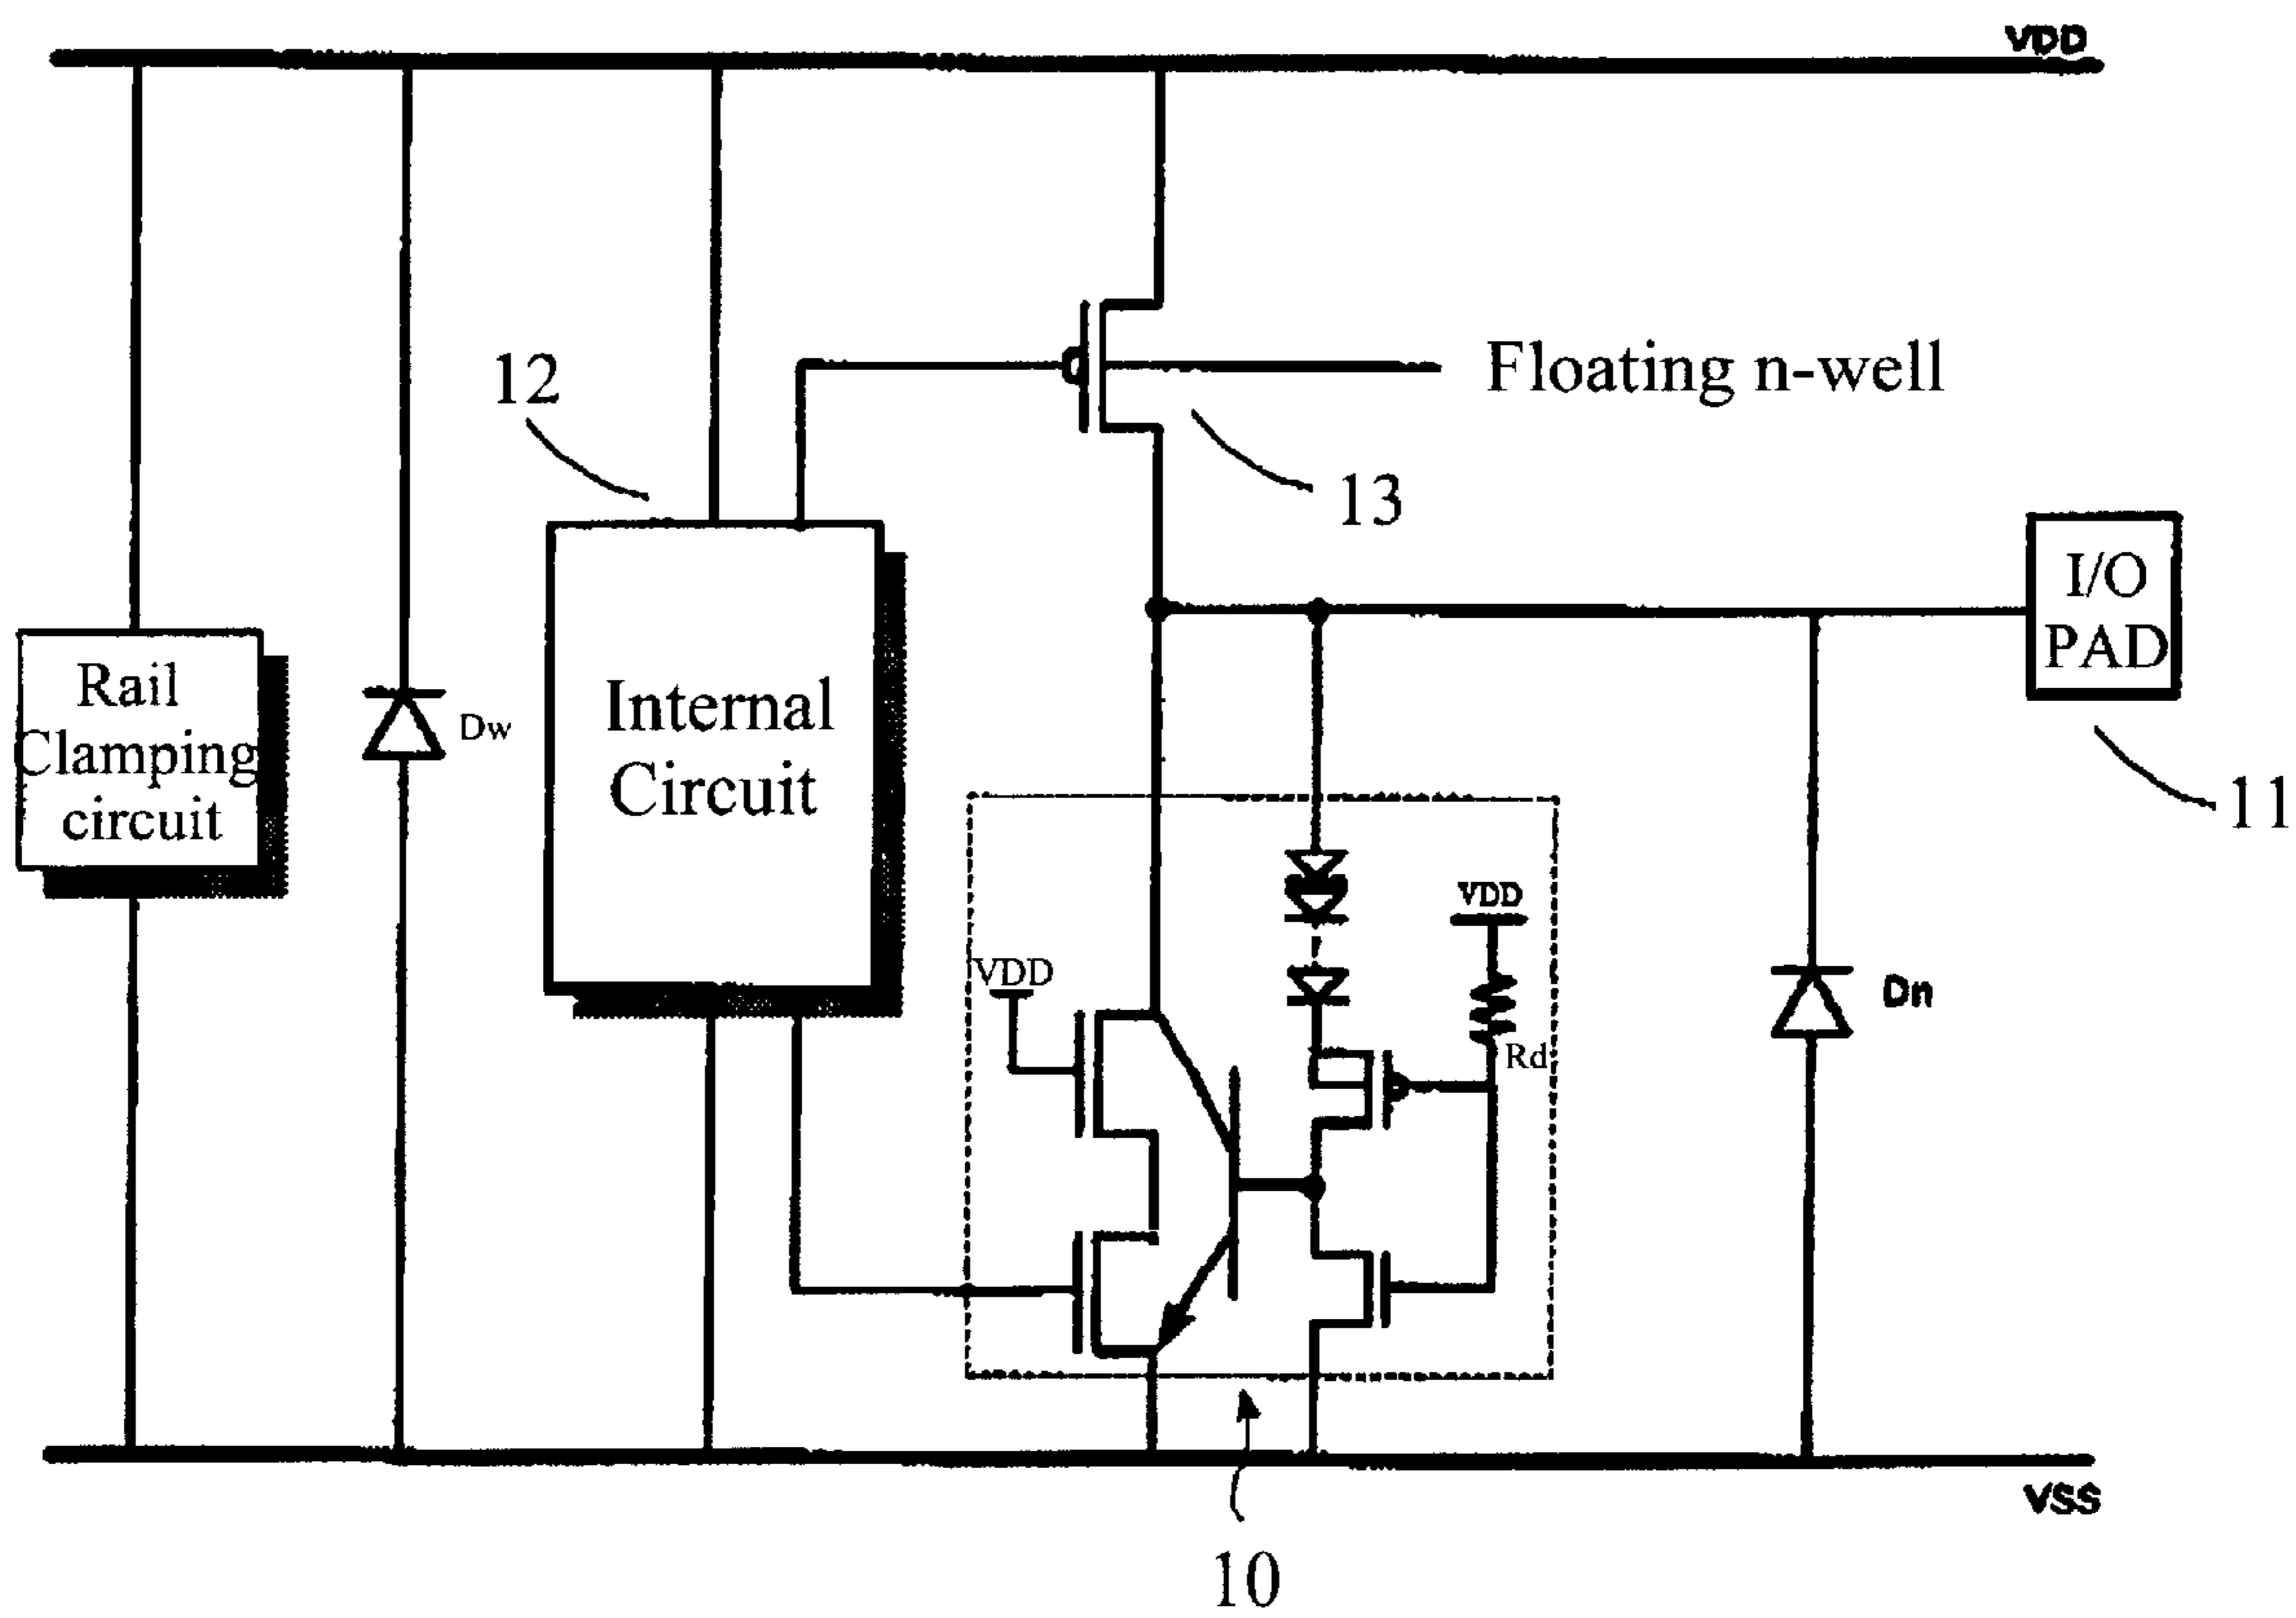 VDD
12
Floating n-well
13
I/O
PAD
Rail
Clamping
circuit
Dw
Internal
Circuit
11
VDD
VDD
Dn
Rd
VSS
10